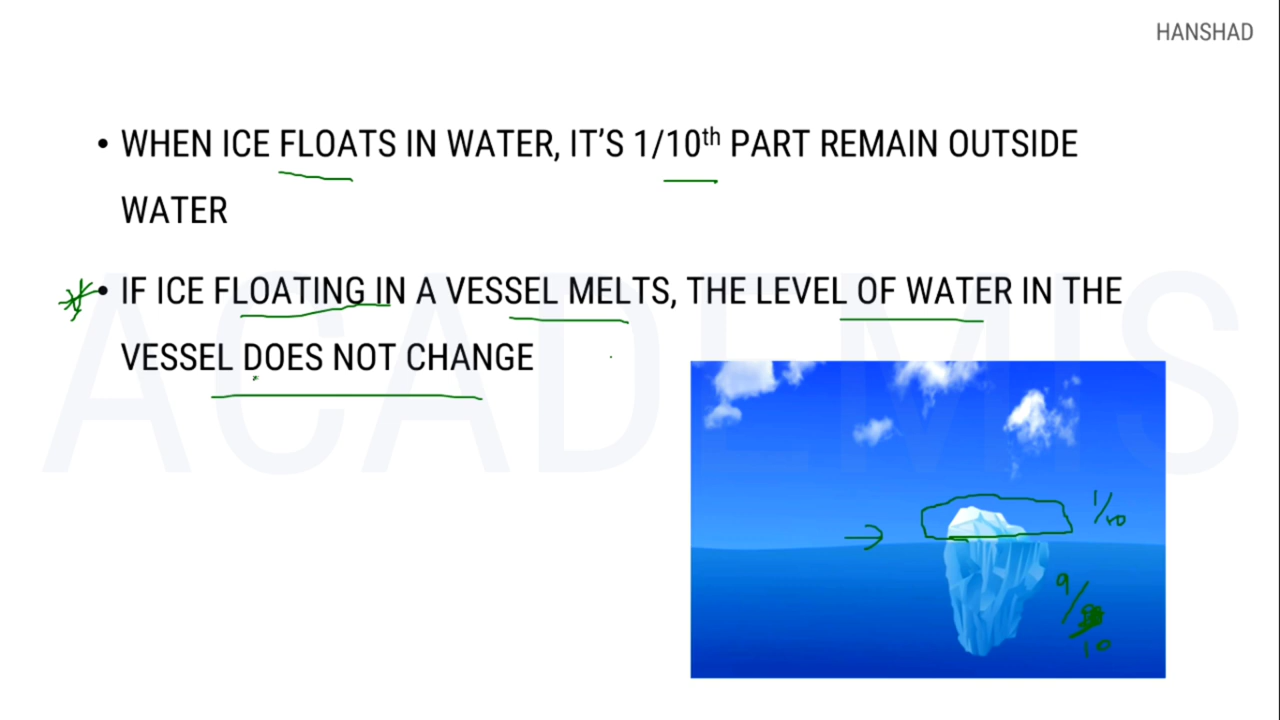 HANSHAD
• WHEN ICE FLOATS IN WATER, IT’S 1/10th PART REMAIN OUTSIDE
WATER
• IF ICE FLOATING IN A VESSEL MELTS, THE LEVEL OF WATER IN THE
VESSEL DOES NOT CHANGE
ACADEMIS
1/10
9/10